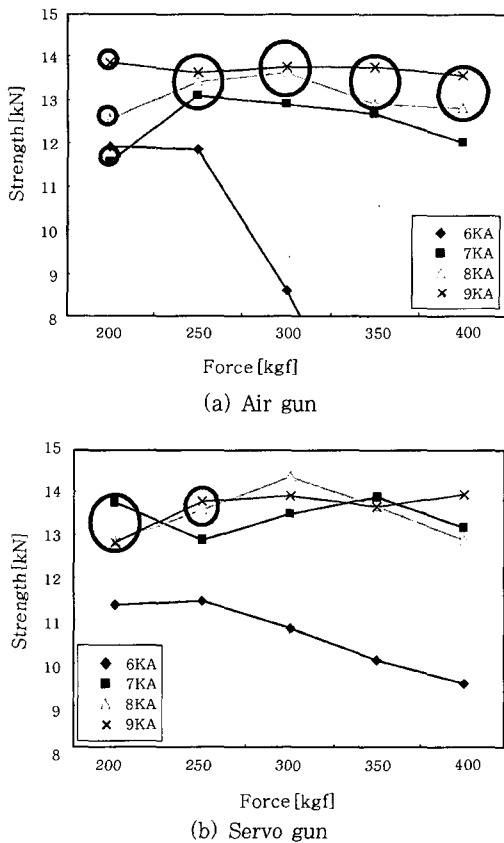 15
14
13
12
11
10
9
8
Strength[kN]
6KA
7KA
8KA
9KA
200 250 300 350 400
Force[kgf]
(a) Air gun
15
14
13
12
11
10
9
8
Strength[kN]
6KA
7KA
8KA
9KA
200 250 300 350 400
Force[kgf]
(b) Servo gun